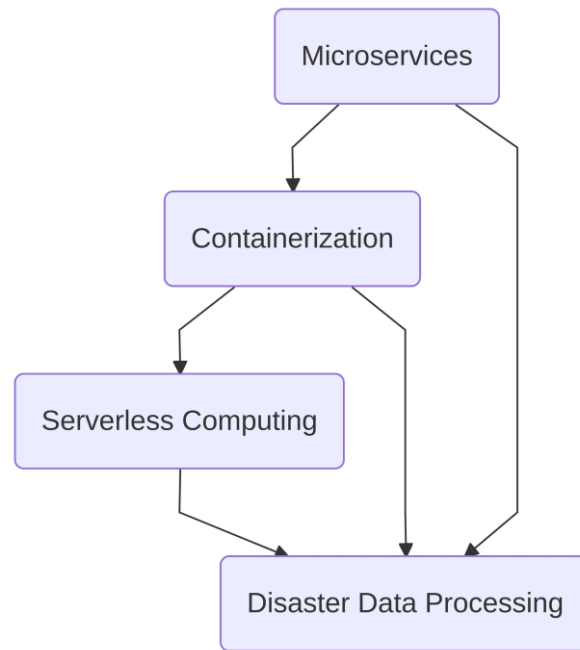 Microservices
Containerization
Serverless Computing
Disaster Data Processing